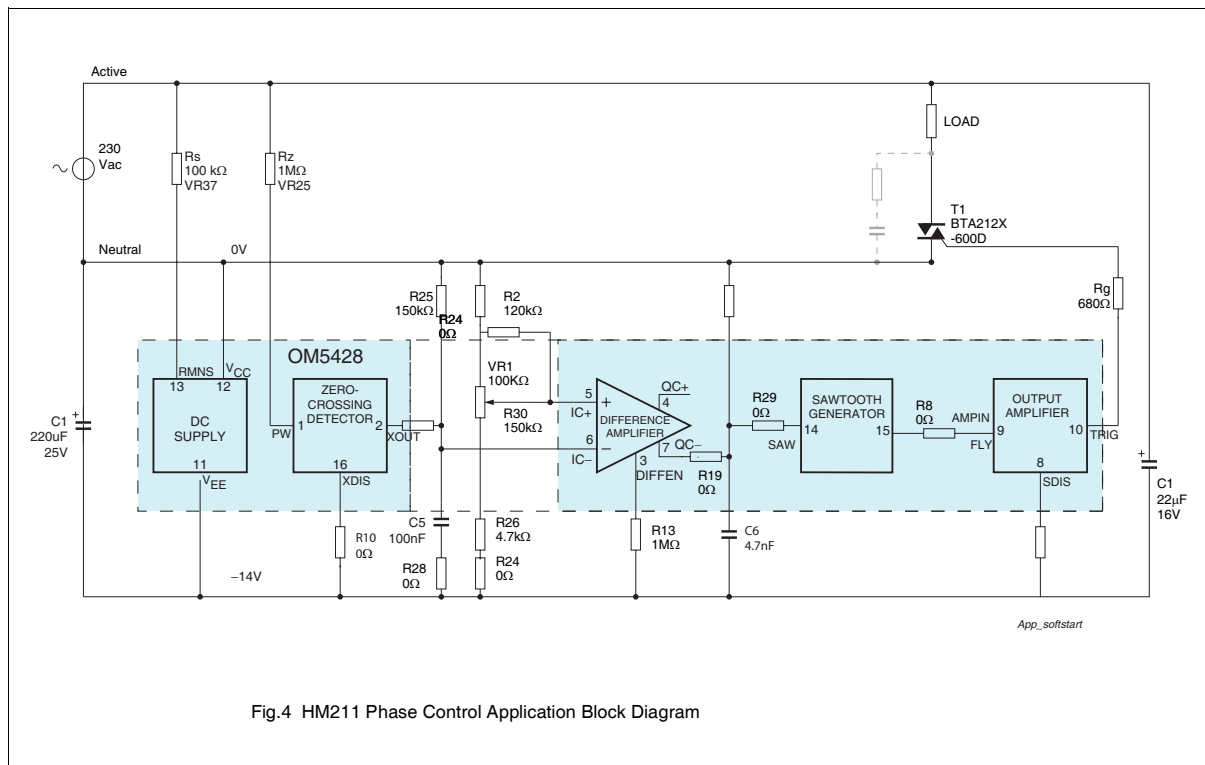 Active
230
Vac
Rs
100 kΩ
VR37
Rz
1MΩ
VR25
LOAD
T1
BTA212X
-600D
Neutral
0V
Rg
680Ω
R25
150kΩ
R24
0Ω
R2
120kΩ
OM5428
VR1
100KΩ
R30
150kΩ
13
RMNS
12
VCC
DC
SUPPLY
11
VEE
PW
1
ZERO-
CROSSING
DETECTOR
2
XOUT
16
XDIS
5
IC+
+
6
IC−
−
DIFFERENCE
AMPLIFIER
QC+
4
7
QC−
3
DIFFEN
R19
0Ω
R29
0Ω
SAW
14
SAWTOOTH
GENERATOR
15
R8
0Ω
AMPIN
FLY
9
OUTPUT
AMPLIFIER
10
TRIG
8
SDIS
C1
220uF
25V
+
C1
22µF
16V
+
R10
0Ω
C5
100nF
R28
0Ω
R26
4.7kΩ
R24
0Ω
R13
1MΩ
C6
4.7nF
−14V
App_softstart
Fig.4 HM211 Phase Control Application Block Diagram